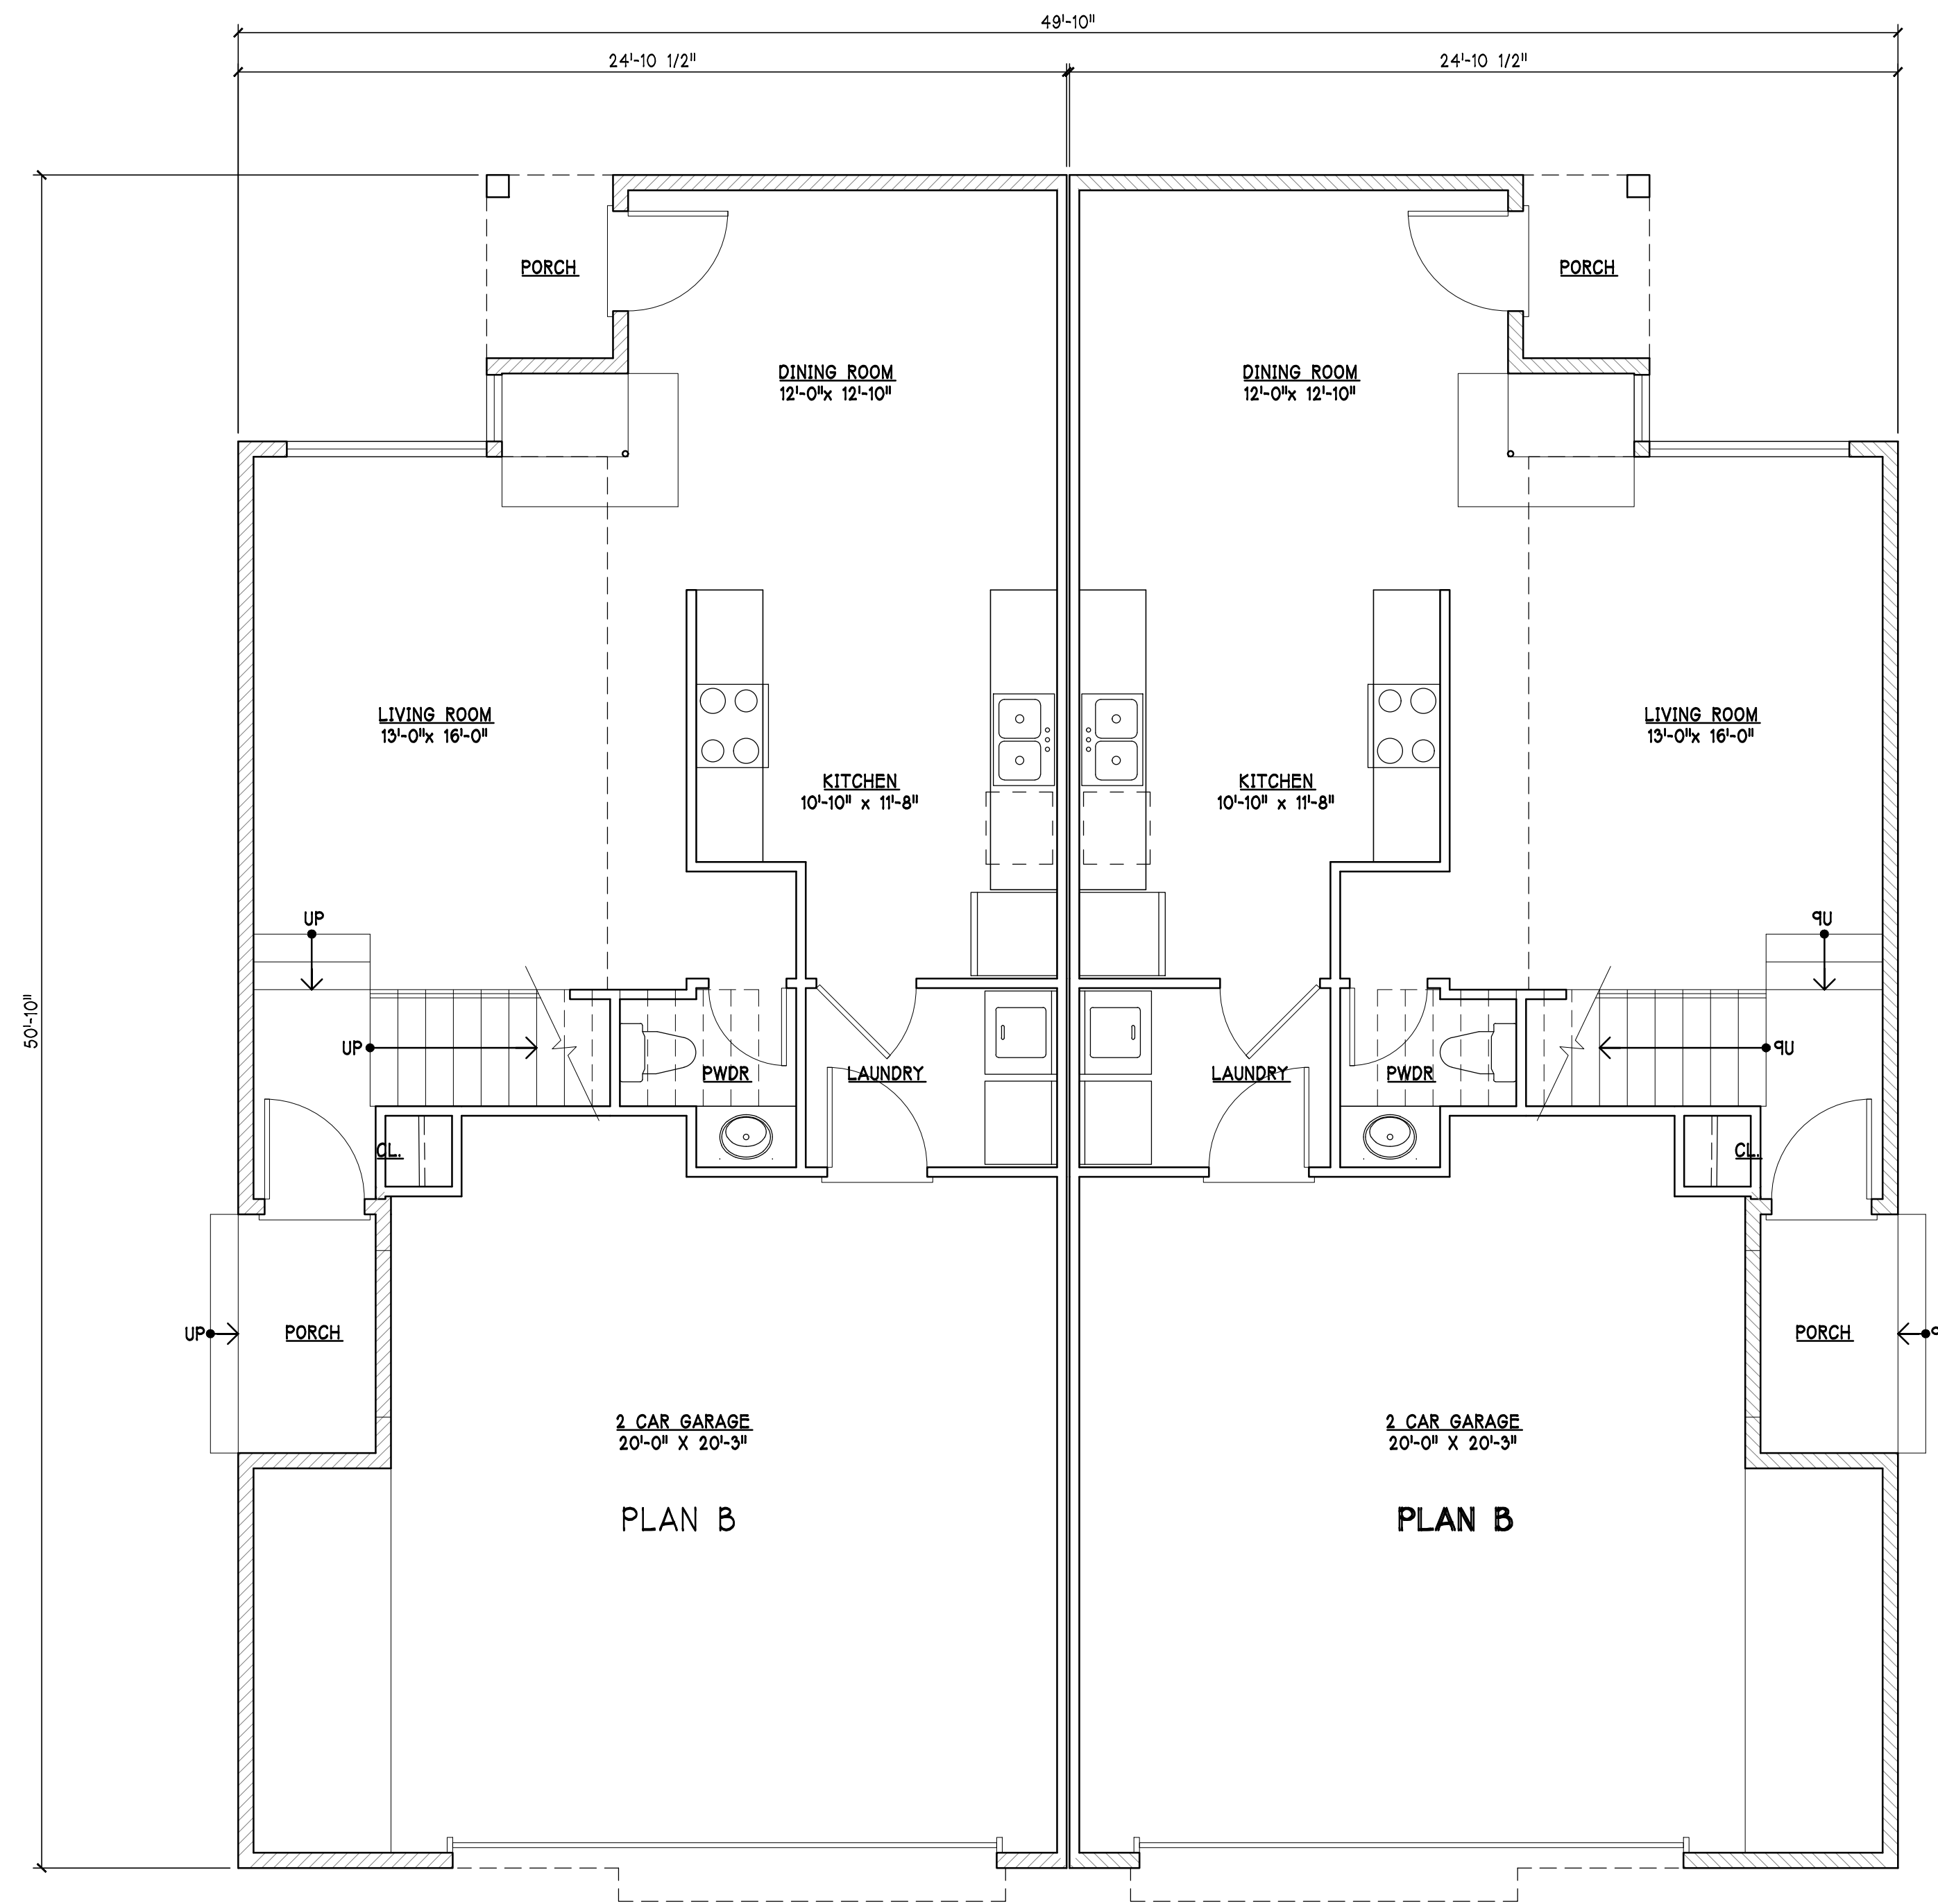 49'-10"
24'-10 1/2"
24'-10 1/2"
PORCH
PORCH
DINING ROOM
12'-0"x 12'-10"
DINING ROOM
12'-0"x 12'-10"
LIVING ROOM
13'-0"x 16'-0"
LIVING ROOM
13'-0"x 16'-0"
KITCHEN
10'-10" x 11'-8"
KITCHEN
10'-10" x 11'-8"
UP
UP
50'-10"
UP
UP
PWDR
LAUNDRY
LAUNDRY
PWDR
CL.
CL.
UP
PORCH
PORCH
2 CAR GARAGE
20'-0" X 20'-3"
2 CAR GARAGE
20'-0" X 20'-3"
PLAN B
PLAN B